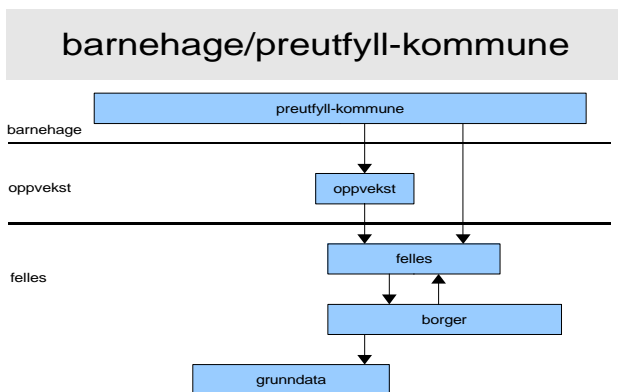 barnehage/preutfyll-kommune
preutfyll-kommune
barnehage
oppvekst
oppvekst
felles
felles
borger
grunndata